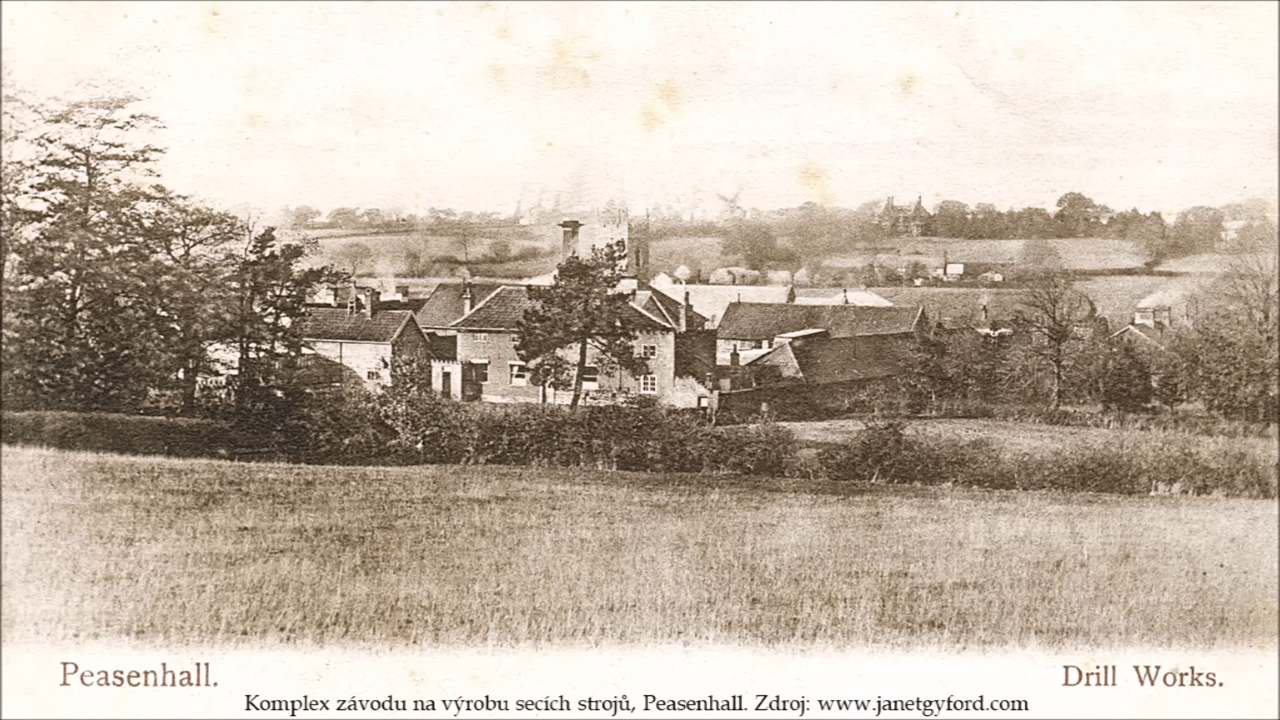 Peasenhall.
Drill Works.
Komplex závodu na výrobu secích strojů, Peasenhall. Zdroj: www.janetgyford.com